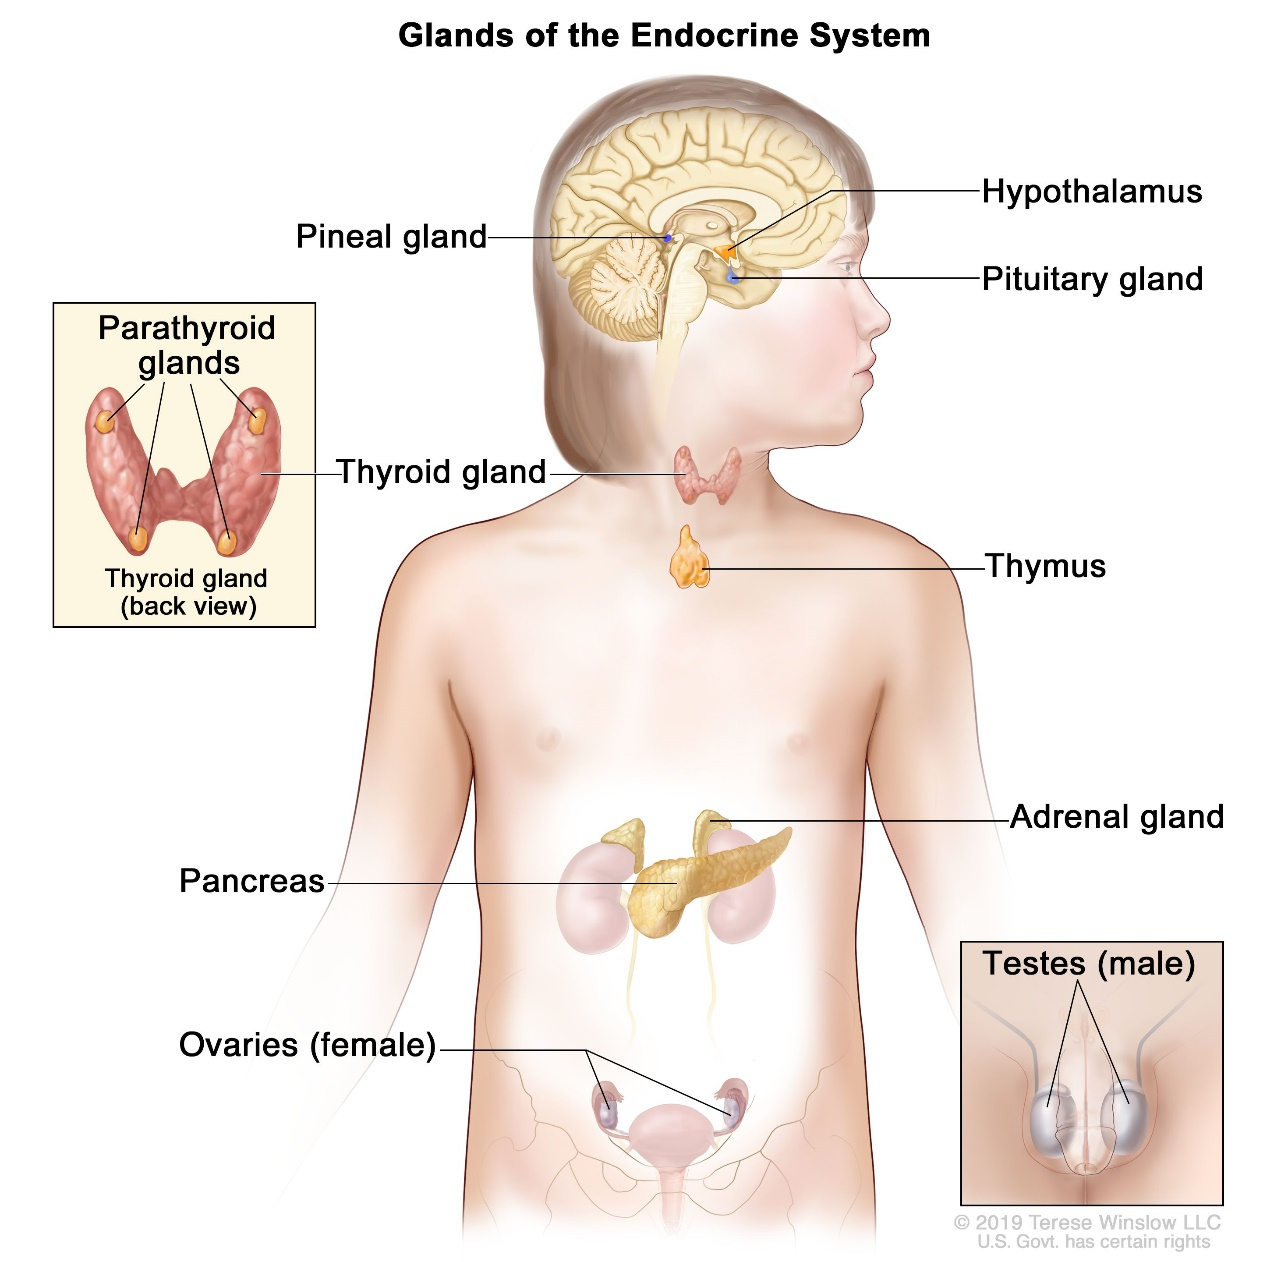 Glands of the Endocrine System
Hypothalamus
Pineal gland
Pituitary gland
Parathyroid
glands
Thyroid gland
Thyroid gland
(back view)
Thymus
Adrenal gland
Pancreas
Testes (male)
Ovaries (female)
© 2019 Terese Winslow LLC
U.S. Govt. has certain rights